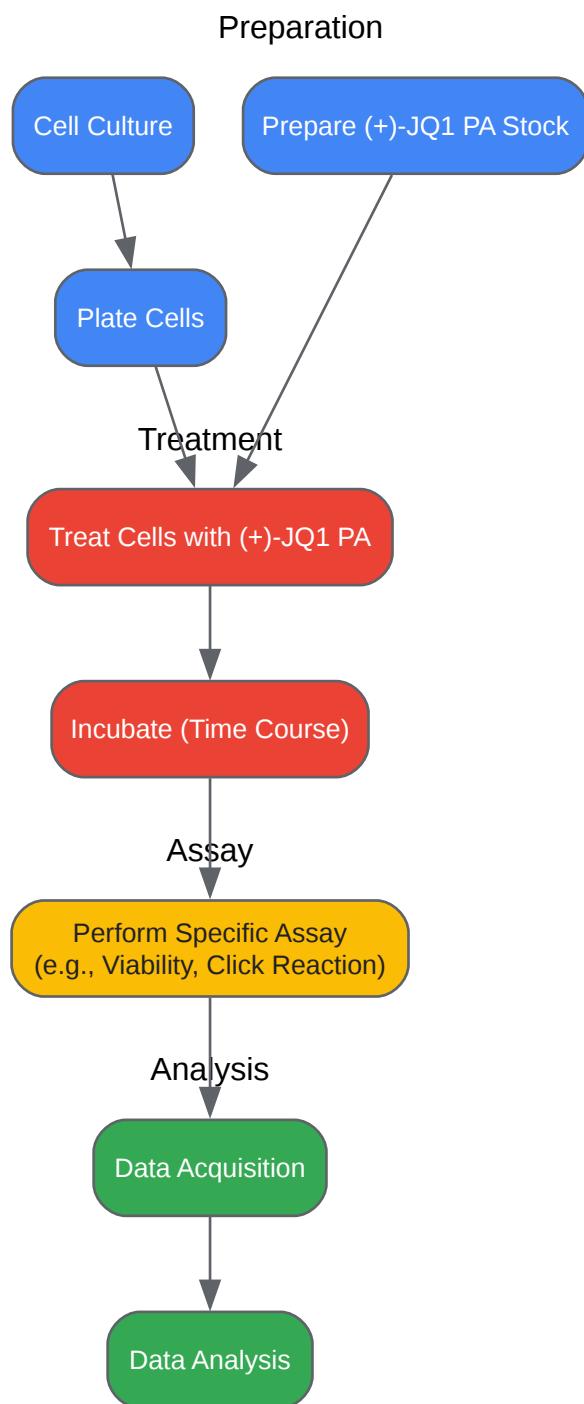 Preparation
Cell Culture
Prepare (+)-JQ1 PA Stock
Plate Cells
Treatment
Treat Cells with (+)-JQ1 PA
Incubate (Time Course)
Assay
Perform Specific Assay
(e.g., Viability, Click Reaction)
Analysis
Data Acquisition
Data Analysis